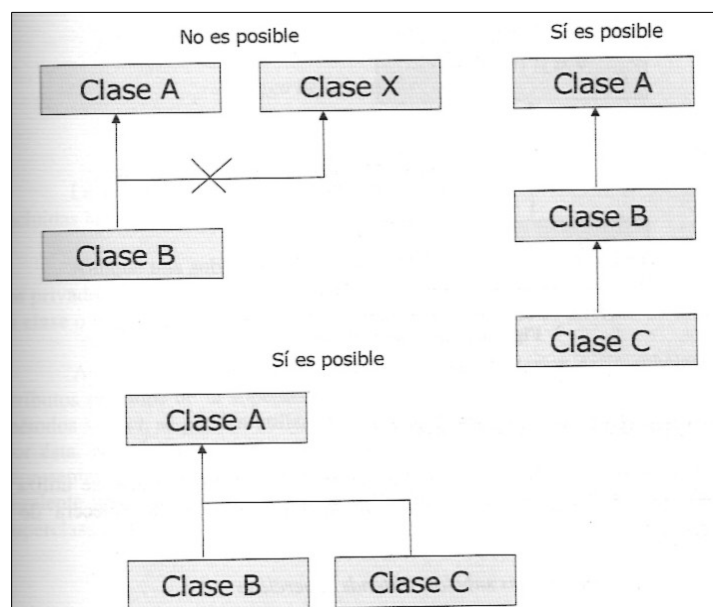 No es posible
Clase A
Clase X
Clase B
Sí es posible
Clase A
Clase B
Clase C
Sí es posible
Clase A
Clase B
Clase C